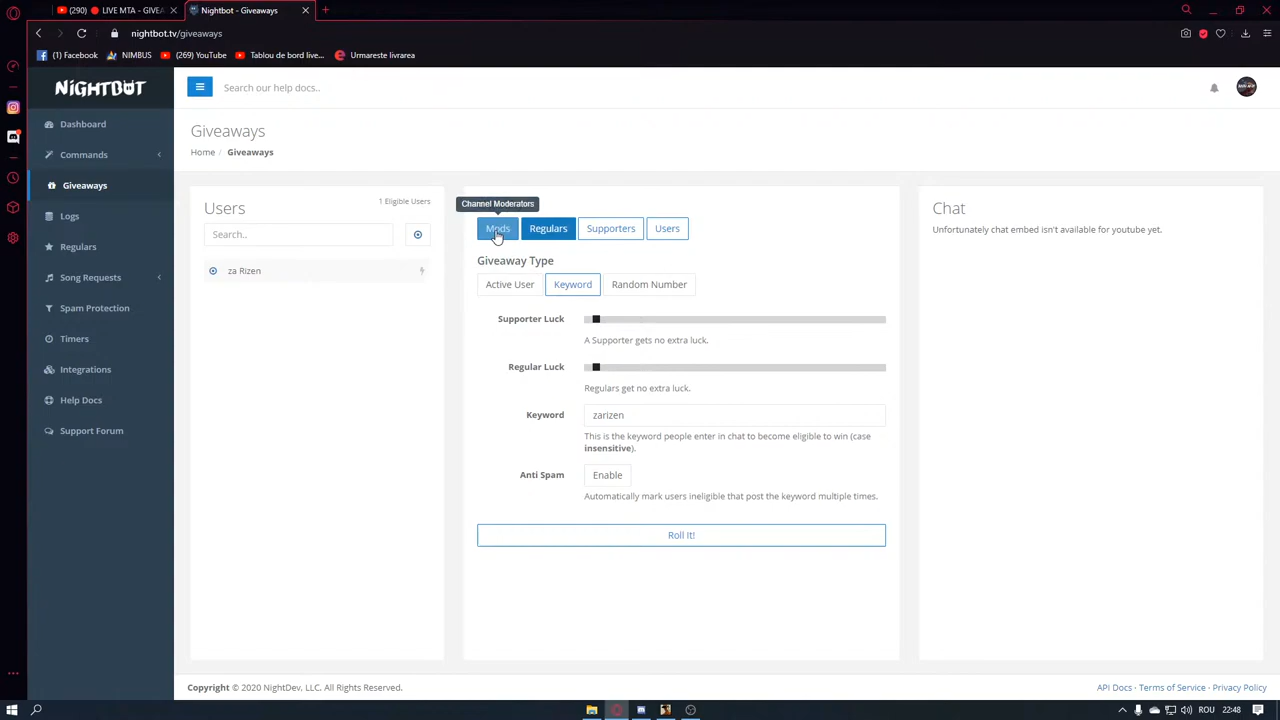 (290) 🔴 LIVE MTA - GIVEAW
Nightbot - Giveaways
nightbot.tv/giveaways
(1) Facebook
NIMBUS
(269) YouTube
Tablou de bord live...
Urmareste livrarea
NiGHTBOT
Search our help docs..
Dashboard
Commands
Giveaways
Logs
Regulars
Song Requests
Spam Protection
Timers
Integrations
Help Docs
Support Forum
Giveaways
Home / Giveaways
Users
1 Eligible Users
Search..
za Rizen
Channel Moderators
Mods
Regulars
Supporters
Users
Giveaway Type
Active User
Keyword
Random Number
Supporter Luck
A Supporter gets no extra luck.
Regular Luck
Regulars get no extra luck.
Keyword
zarizen
This is the keyword people enter in chat to become eligible to win (case
insensitive).
Anti Spam
Enable
Automatically mark users ineligible that post the keyword multiple times.
Roll It!
Chat
Unfortunately chat embed isn't available for youtube yet.
Copyright © 2020 NightDev, LLC. All Rights Reserved.
API Docs - Terms of Service - Privacy Policy
ROU
22:48